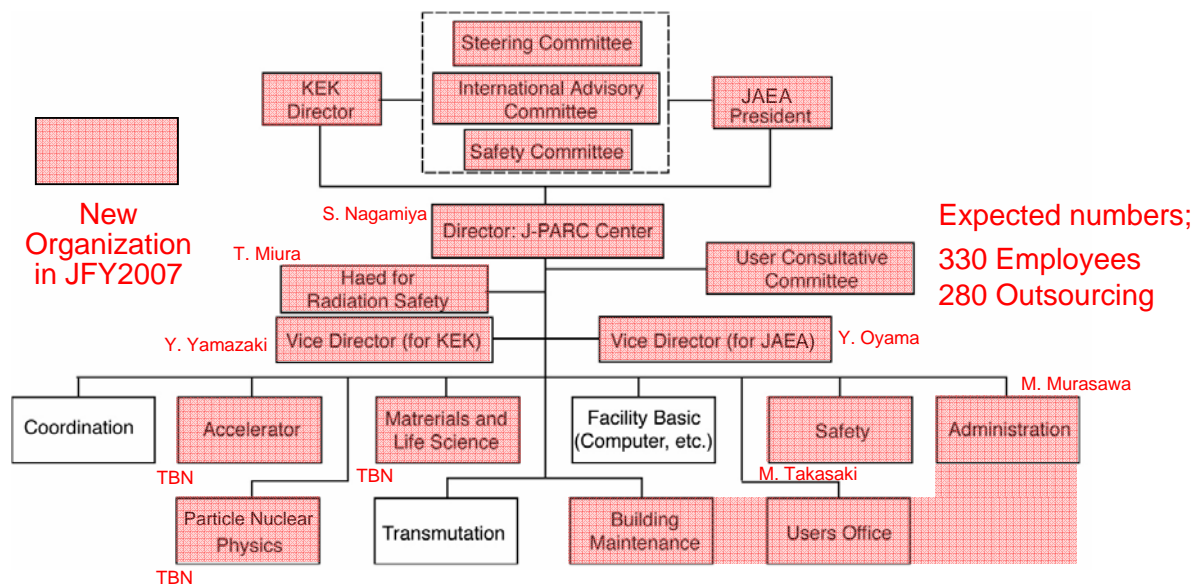 Steering Committee
KEK
Director
International Advisory
Committee
JAEA
President
Safety Committee
New
Organization
in JFY2007
S. Nagamiya
Director: J-PARC Center
Expected numbers;
330 Employees
280 Outsourcing
T. Miura
Haed for
Radiation Safety
User Consultative
Committee
Y. Yamazaki
Vice Director (for KEK)
Vice Director (for JAEA)
Y. Oyama
M. Murasawa
Coordination
Accelerator
Matrerials and
Life Science
Facility Basic
(Computer, etc.)
Safety
Administration
TBN
TBN
M. Takasaki
Particle Nuclear
Physics
Transmutation
Building
Maintenance
Users Office
TBN